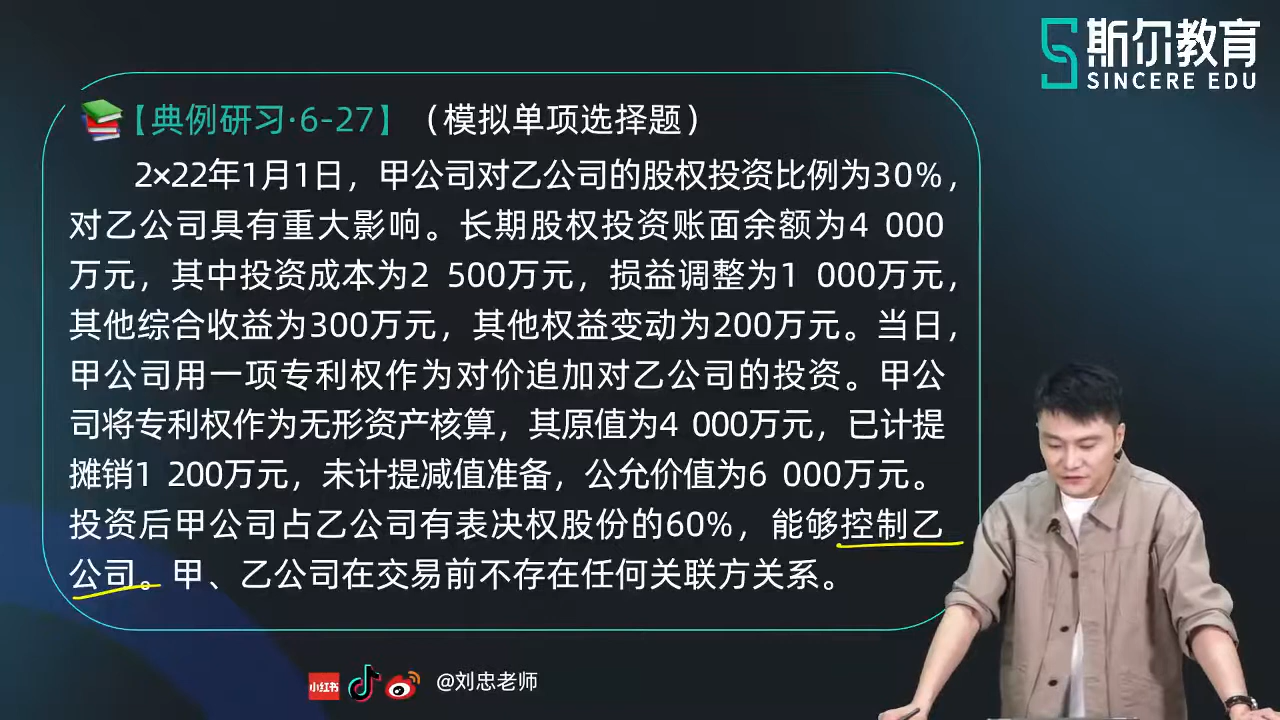 斯尔教育
SINCERE EDU
【典例研习·6-27】（模拟单项选择题）
2×22年1月1日，甲公司对乙公司的股权投资比例为30%，
对乙公司具有重大影响。长期股权投资账面余额为4 000
万元，其中投资成本为2 500万元，损益调整为1 000万元，
其他综合收益为300万元，其他权益变动为200万元。当日，
甲公司用一项专利权作为对价追加对乙公司的投资。甲公
司将专利权作为无形资产核算，其原值为4 000万元，已计提
摊销1 200万元，未计提减值准备，公允价值为6 000万元。
投资后甲公司占乙公司有表决权股份的60%，能够控制乙
公司。甲、乙公司在交易前不存在任何关联方关系。
小红书
@刘忠老师